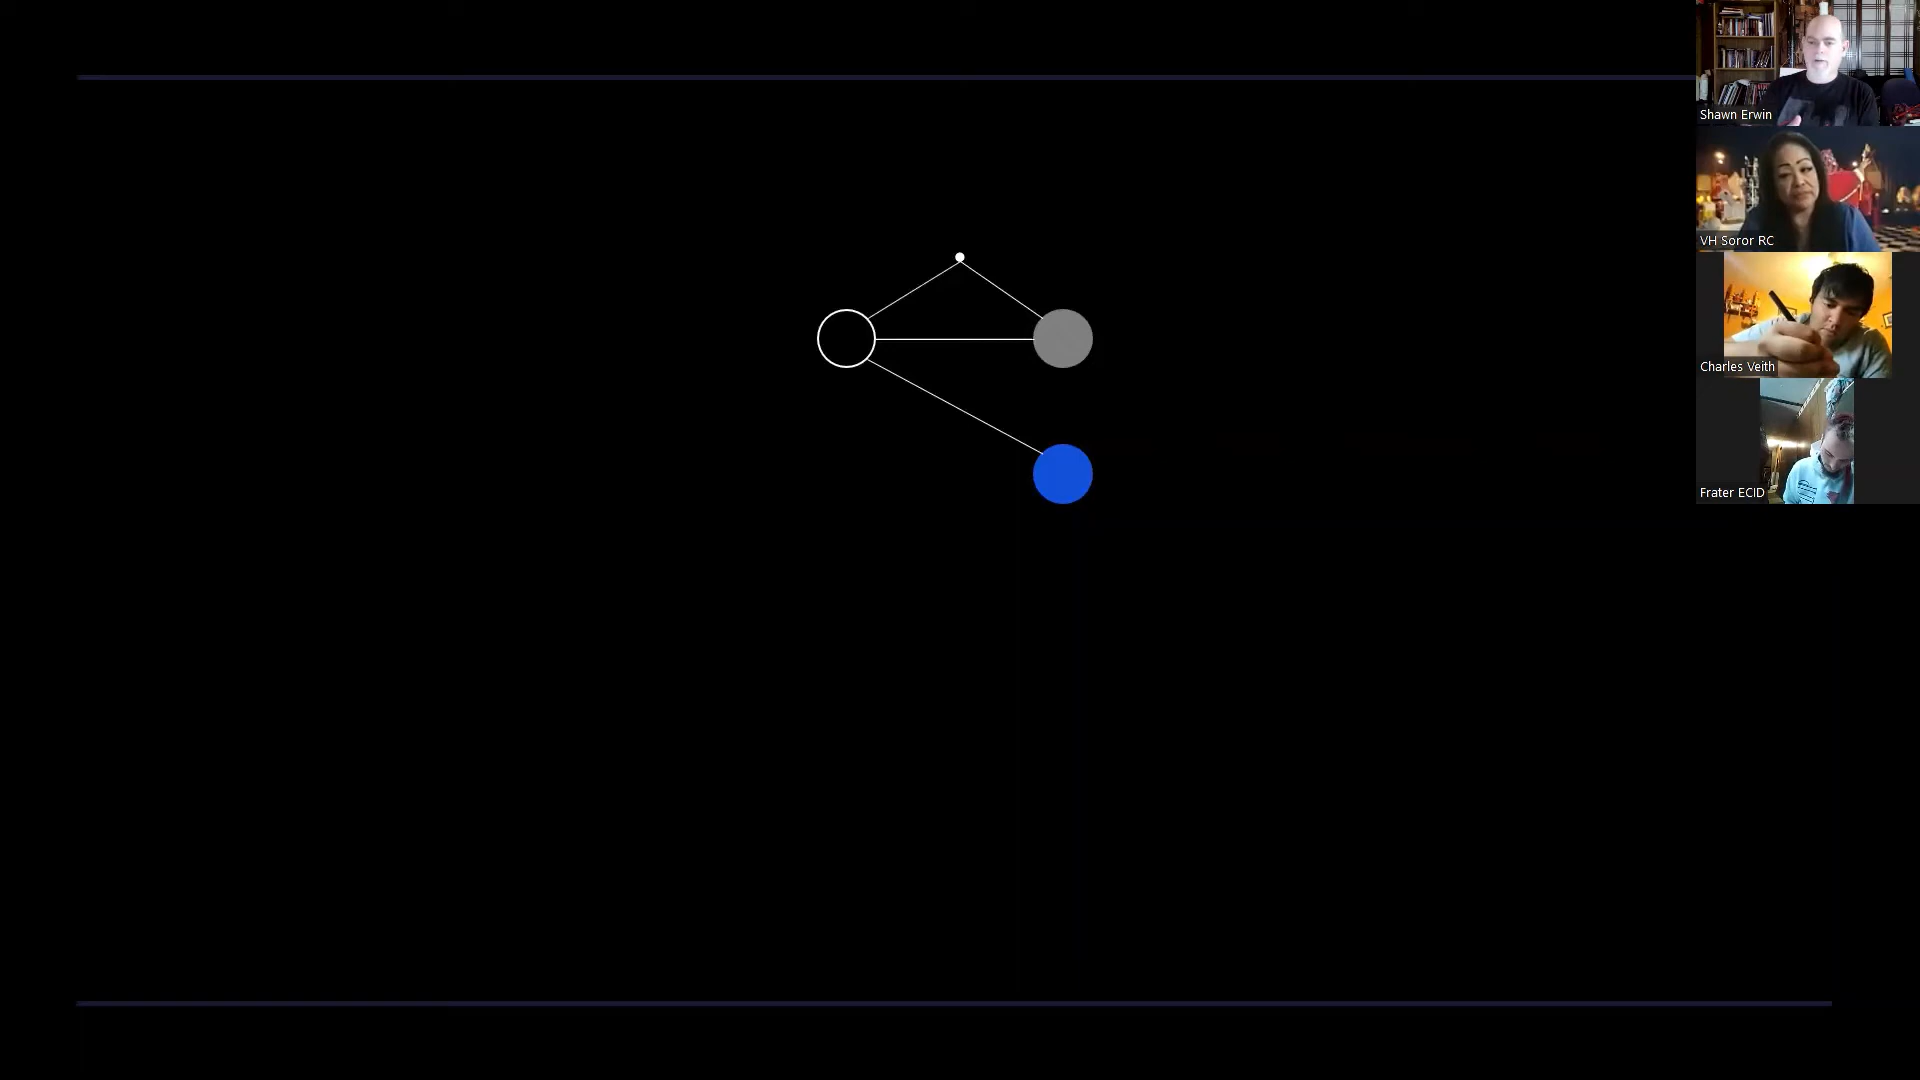 Shawn Erwin
VH Soror RC
Charles Veith
Frater ECID